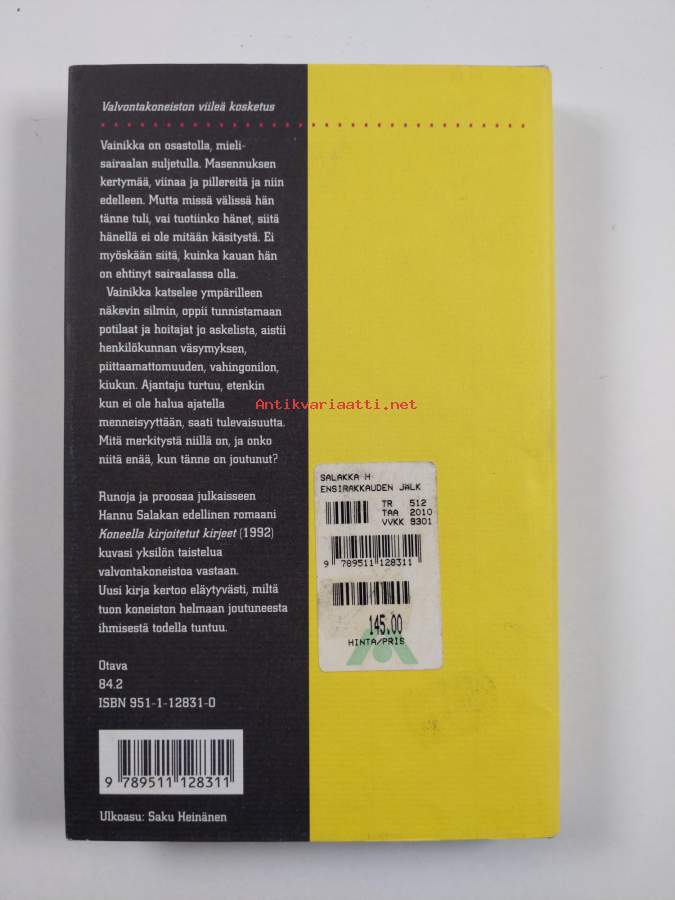 Valvontakoneiston viileä kosketus
Vainikka on osastolla, mieli-
sairaalan suljetulla. Masennuksen
kertymää, viinaa ja pillereitä ja niin
edelleen. Mutta missä välissä hän
tänne tuli, vai tuotiinko hänet, siitä
hänellä ei ole mitään käsitystä. Ei
myöskään siitä, kuinka kauan hän
on ehtinyt sairaalassa olla.
Vainikka katselee ympärilleen
näkevin silmin, oppii tunnistamaan
potilaat ja hoitajat jo askelista, aistii
henkilökunnan väsymyksen,
piittaamattomuuden, vahingonilon,
kiukun. Ajantaju turtuu, etenkin
kun ei ole halua ajatella
menneisyyttään, saati tulevaisuutta.
Mitä merkitystä niillä on, ja onko
niitä enää, kun tänne on joutunut?
Runoja ja proosaa julkaisseen
Hannu Salakan edellinen romaani
Koneella kirjoitetut kirjeet (1992)
kuvasi yksilön taistelua
valvontakoneistoa vastaan.
Uusi kirja kertoo eläytyvästi, miltä
tuon koneiston helmaan joutuneesta
ihmisestä todella tuntuu.
Otava
84.2
ISBN 951-1-12831-0
9 789511 128311
Ulkoasu: Saku Heinänen
Antikvariaatti.net
SALAKKA H
ENSIRAKKAUDEN JALK
TR 512
TAA 2010
VVKK 9301
9 789511 128311
145.00
HINTA/PRIS